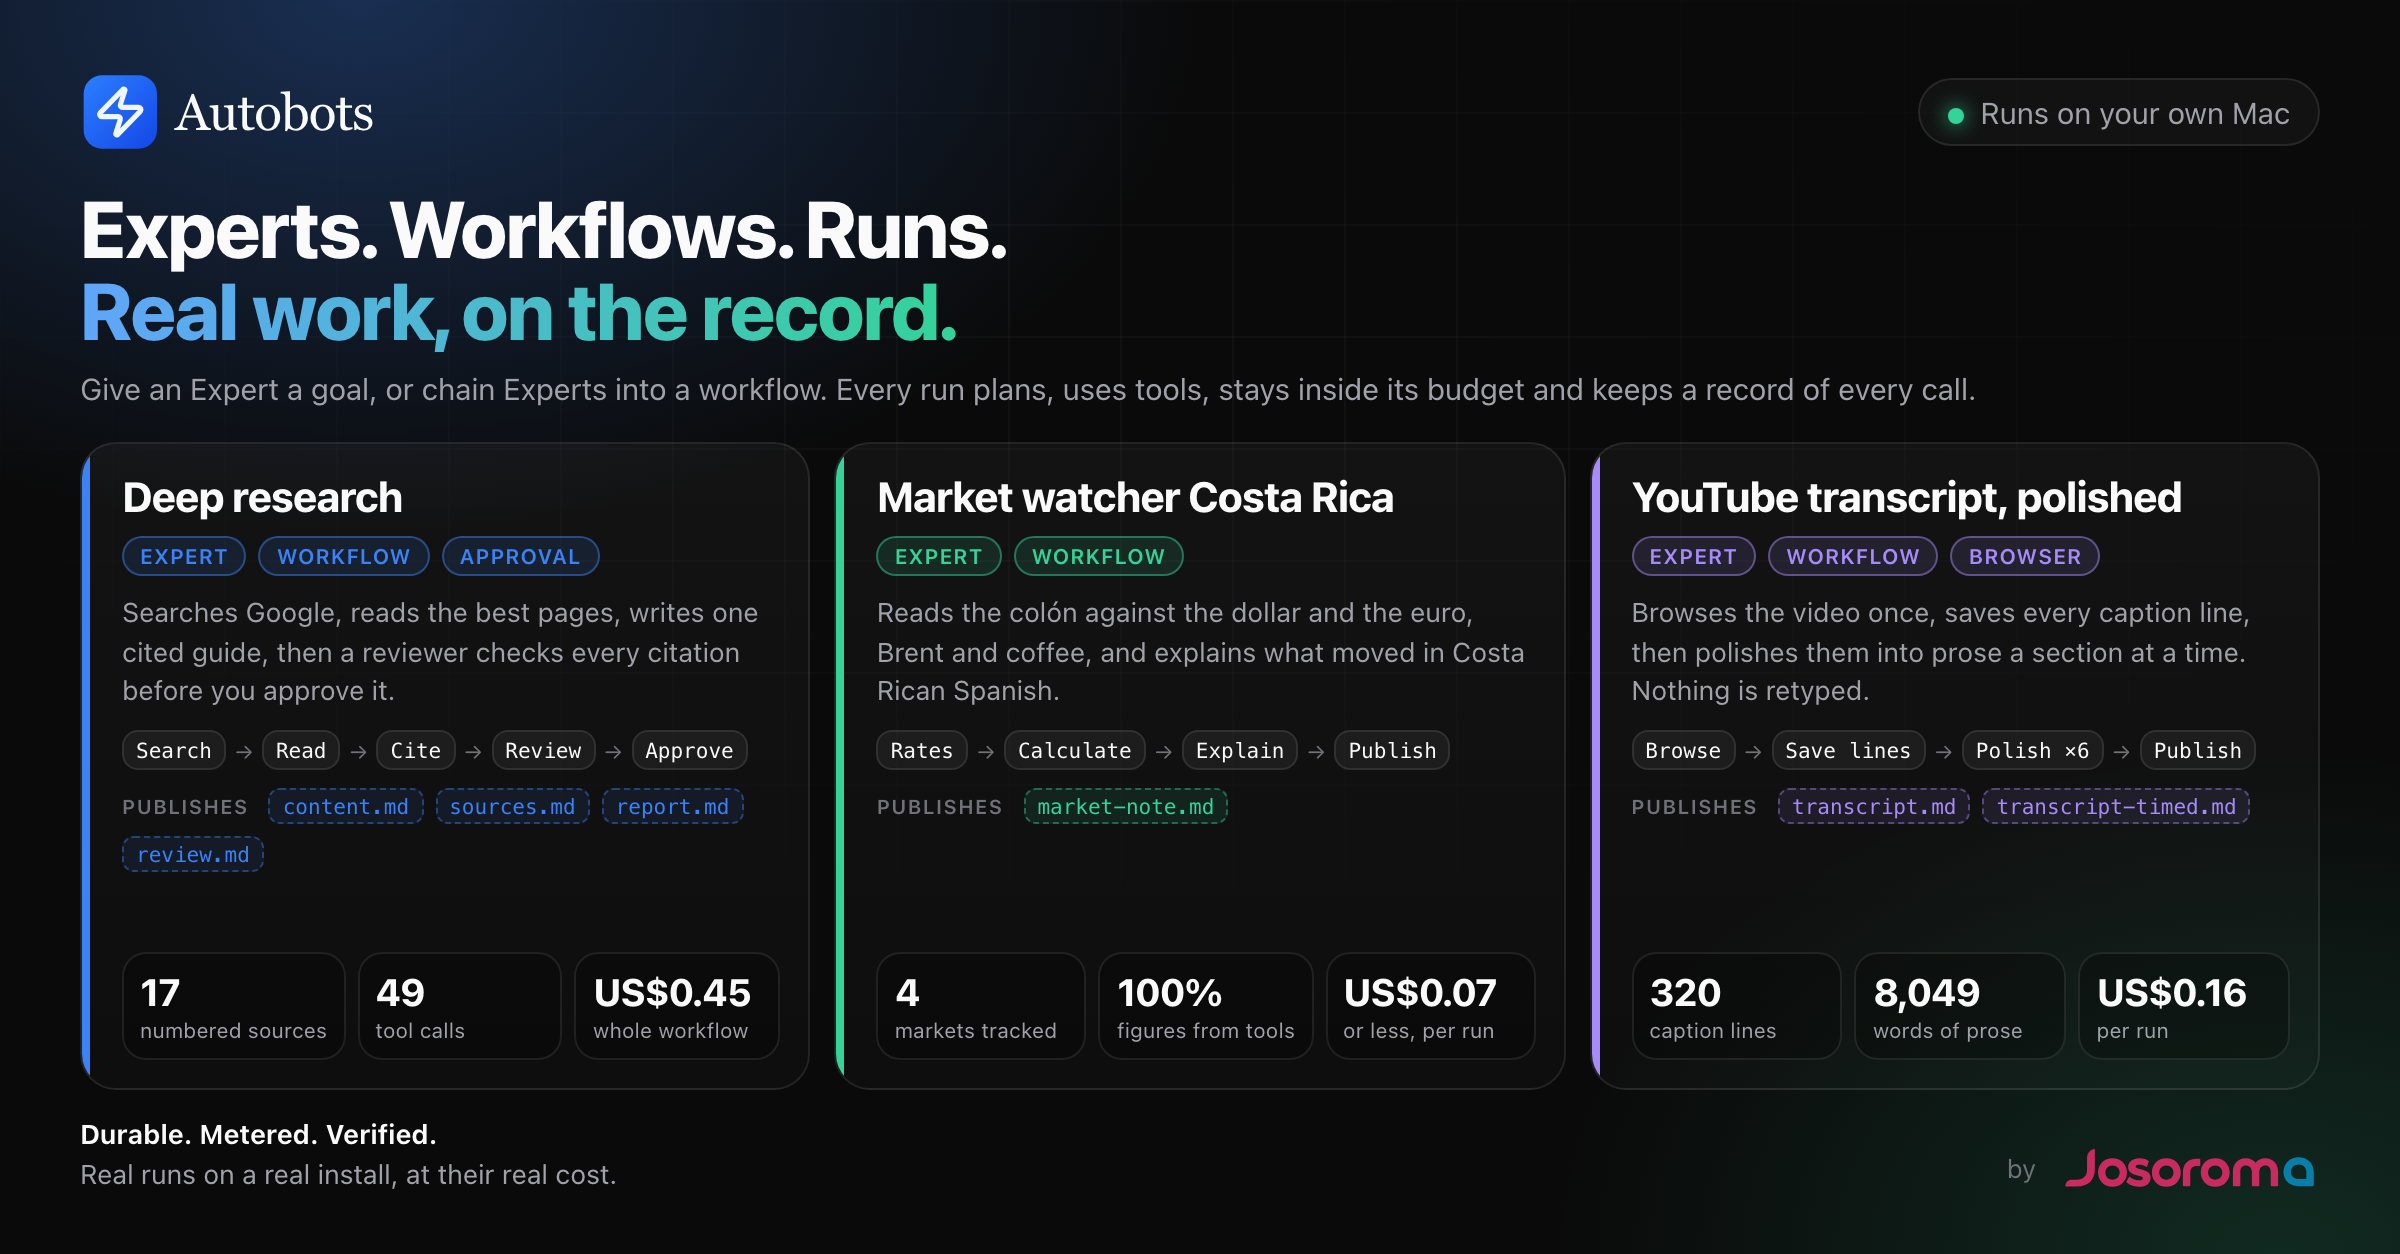 Autobots
Runs on your own Mac
Experts. Workflows. Runs.
Real work, on the record.
Give an Expert a goal, or chain Experts into a workflow. Every run plans, uses tools, stays inside its budget and keeps a record of every call.
Deep research
EXPERT WORKFLOW APPROVAL
Searches Google, reads the best pages, writes one
cited guide, then a reviewer checks every citation
before you approve it.
Search → Read → Cite → Review → Approve
PUBLISHES content.md sources.md report.md
review.md
17
numbered sources
49
tool calls
US$0.45
whole workflow
Market watcher Costa Rica
EXPERT WORKFLOW
Reads the colón against the dollar and the euro,
Brent and coffee, and explains what moved in Costa
Rican Spanish.
Rates → Calculate → Explain → Publish
PUBLISHES market-note.md
4
markets tracked
100%
figures from tools
US$0.07
or less, per run
YouTube transcript, polished
EXPERT WORKFLOW BROWSER
Browses the video once, saves every caption line,
then polishes them into prose a section at a time.
Nothing is retyped.
Browse → Save lines → Polish ×6 → Publish
PUBLISHES transcript.md transcript-timed.md
320
caption lines
8,049
words of prose
US$0.16
per run
Durable. Metered. Verified.
Real runs on a real install, at their real cost.
by Josoroma